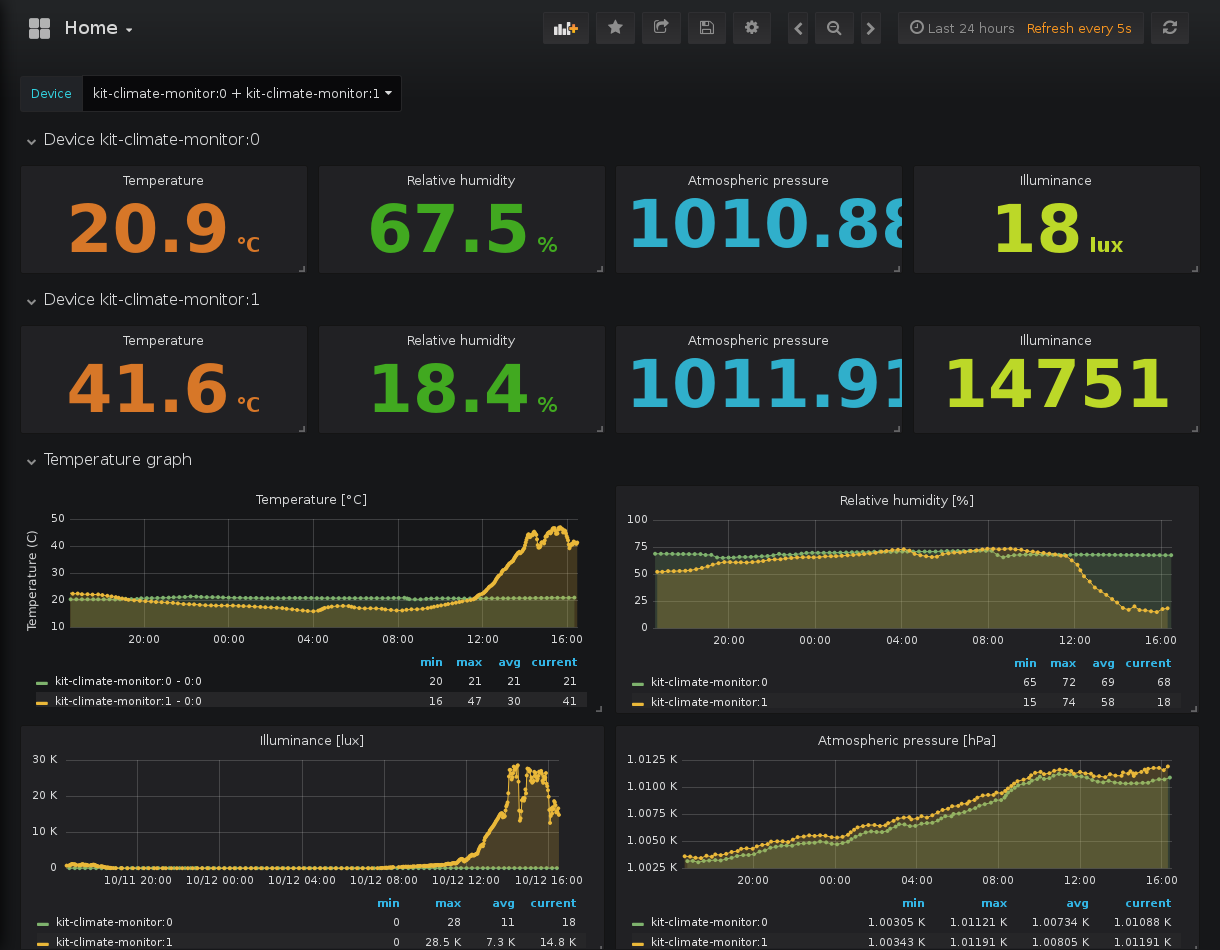 Home
Last 24 hours Refresh every 5s
Device kit-climate-monitor:0 + kit-climate-monitor:1
Device kit-climate-monitor:0
Temperature Relative humidity Atmospheric pressure Illuminance
20.9 °C 67.5 % 1010.88 18 lux
Device kit-climate-monitor:1
Temperature Relative humidity Atmospheric pressure Illuminance
41.6 °C 18.4 % 1011.91 14751
Temperature graph
Temperature [°C]
Temperature (C)
50
40
30
20
10
20:00 00:00 04:00 08:00 12:00 16:00
min max avg current
kit-climate-monitor:0 - 0:0 20 21 21 21
kit-climate-monitor:1 - 0:0 16 47 30 41
Relative humidity [%]
100
75
50
25
0
20:00 00:00 04:00 08:00 12:00 16:00
min max avg current
kit-climate-monitor:0 65 72 69 68
kit-climate-monitor:1 15 74 58 18
Illuminance [lux]
30 K
20 K
10 K
0
10/11 20:00 10/12 00:00 10/12 04:00 10/12 08:00 10/12 12:00 10/12 16:00
min max avg current
kit-climate-monitor:0 0 28 11 18
kit-climate-monitor:1 0 28.5 K 7.3 K 14.8 K
Atmospheric pressure [hPa]
1.0125 K
1.0100 K
1.0075 K
1.0050 K
1.0025 K
20:00 00:00 04:00 08:00 12:00 16:00
min max avg current
kit-climate-monitor:0 1.00305 K 1.01121 K 1.00734 K 1.01088 K
kit-climate-monitor:1 1.00343 K 1.01191 K 1.00805 K 1.01191 K